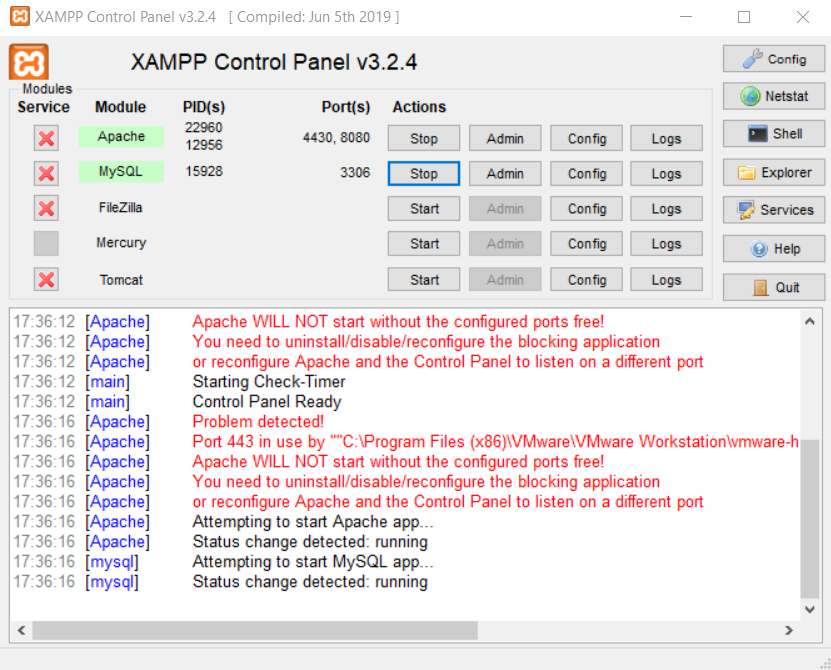 XAMPP Control Panel v3.2.4 [ Compiled: Jun 5th 2019 ]
XAMPP Control Panel v3.2.4
Config
Modules
Service Module PID(s) Port(s) Actions
Netstat
Apache 22960 12956 4430, 8080 Stop Admin Config Logs
Shell
MySQL 15928 3306 Stop Admin Config Logs
Explorer
FileZilla Start Admin Config Logs
Services
Mercury Start Admin Config Logs
Help
Tomcat Start Admin Config Logs
Quit
17:36:12 [Apache] Apache WILL NOT start without the configured ports free!
17:36:12 [Apache] You need to uninstall/disable/reconfigure the blocking application
17:36:12 [Apache] or reconfigure Apache and the Control Panel to listen on a different port
17:36:12 [main] Starting Check-Timer
17:36:12 [main] Control Panel Ready
17:36:16 [Apache] Problem detected!
17:36:16 [Apache] Port 443 in use by ""C:\Program Files (x86)\VMware\VMware Workstation\vmware-h
17:36:16 [Apache] Apache WILL NOT start without the configured ports free!
17:36:16 [Apache] You need to uninstall/disable/reconfigure the blocking application
17:36:16 [Apache] or reconfigure Apache and the Control Panel to listen on a different port
17:36:16 [Apache] Attempting to start Apache app...
17:36:16 [Apache] Status change detected: running
17:36:16 [mysql] Attempting to start MySQL app...
17:36:16 [mysql] Status change detected: running